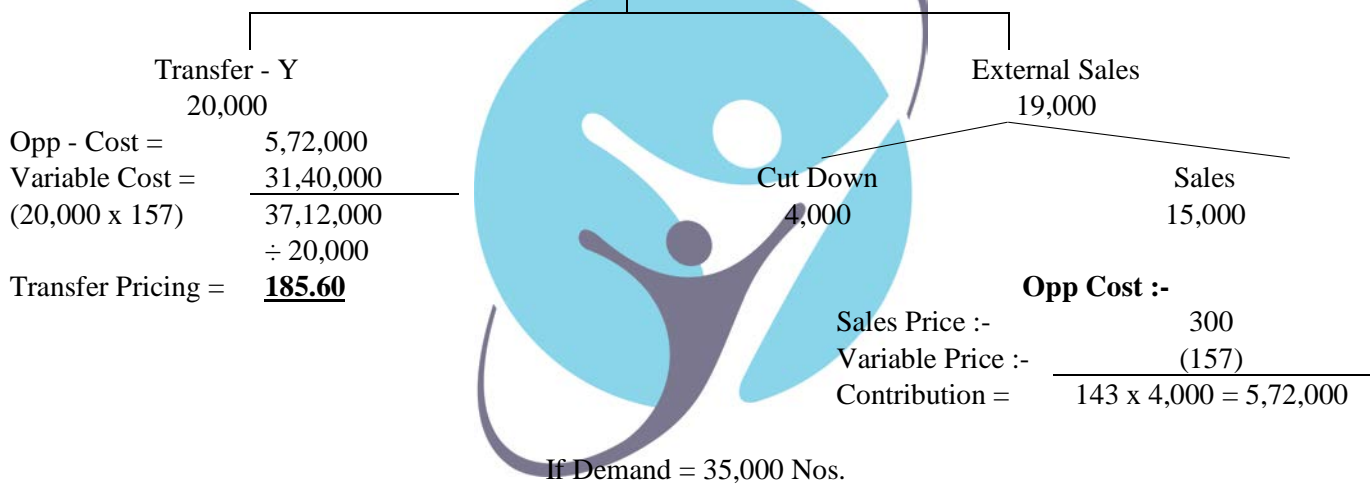 Transfer - Y
20,000
Opp - Cost = 5,72,000
Variable Cost = 31,40,000
(20,000 x 157) 37,12,000
÷ 20,000
Transfer Pricing = 185.60
External Sales
19,000
Cut Down Sales
4,000 15,000
Opp Cost :-
Sales Price :- 300
Variable Price :- (157)
Contribution = 143 x 4,000 = 5,72,000
If Demand = 35,000 Nos.